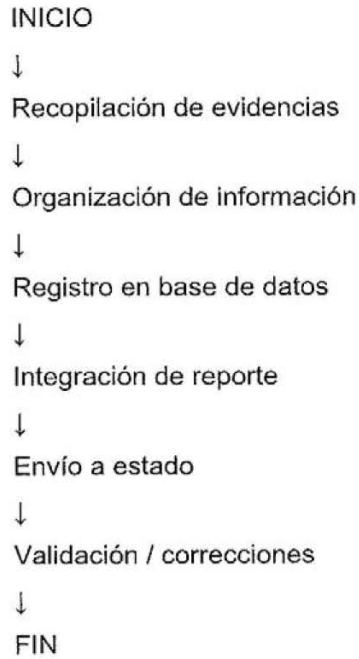 INICIO
↓
Recopilación de evidencias
↓
Organización de información
↓
Registro en base de datos
↓
Integración de reporte
↓
Envío a estado
↓
Validación / correcciones
↓
FIN